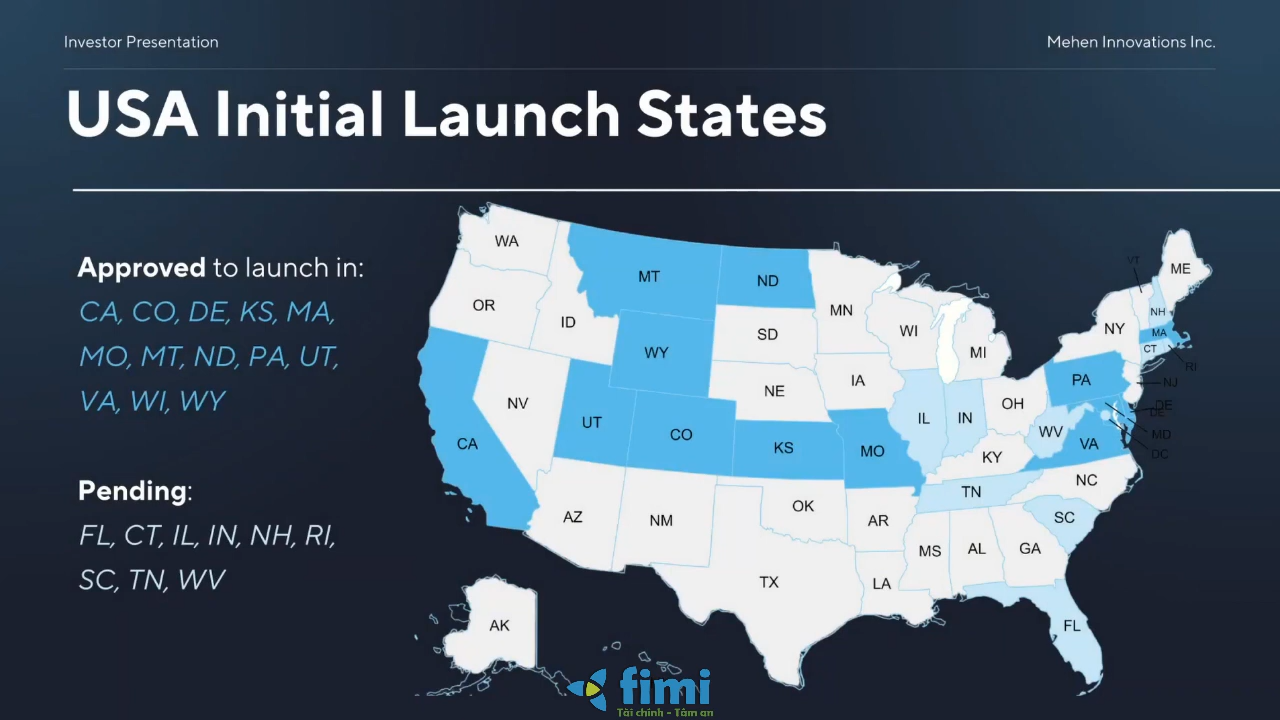 Investor Presentation
Mehen Innovations Inc.
USA Initial Launch States
Approved to launch in:
CA, CO, DE, KS, MA,
MO, MT, ND, PA, UT,
VA, WI, WY
Pending:
FL, CT, IL, IN, NH, RI,
SC, TN, WV
WA
MT
ND
MN
VT
ME
OR
ID
SD
WI
MI
NY
NH
MA
CT
RI
WY
NE
IA
PA
NJ
NV
UT
CO
KS
MO
IL
IN
OH
WV
VA
DE
DE
MD
DC
CA
KY
NC
AZ
NM
OK
AR
TN
SC
TX
LA
MS
AL
GA
FL
AK
fimi
Tài chính - Tâm an